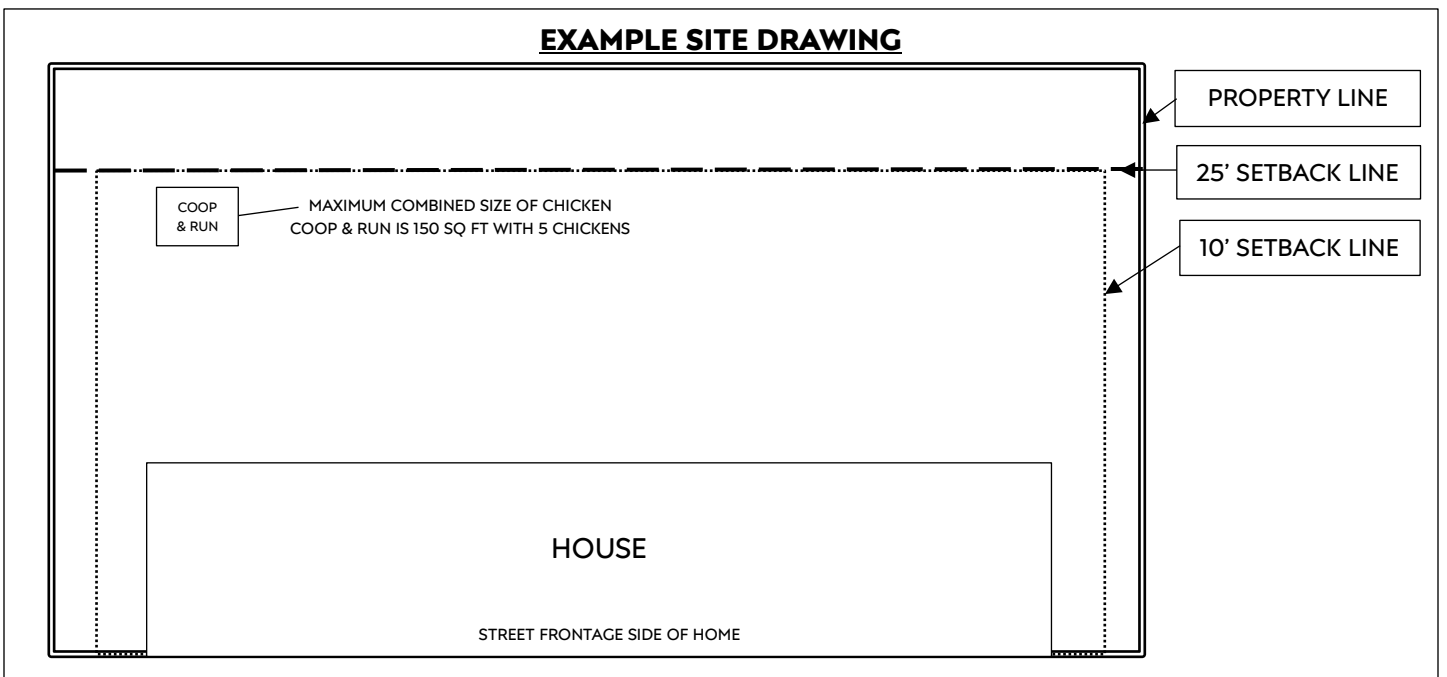 EXAMPLE SITE DRAWING
PROPERTY LINE
25’ SETBACK LINE
10’ SETBACK LINE
COOP
& RUN
MAXIMUM COMBINED SIZE OF CHICKEN
COOP & RUN IS 150 SQ FT WITH 5 CHICKENS
HOUSE
STREET FRONTAGE SIDE OF HOME